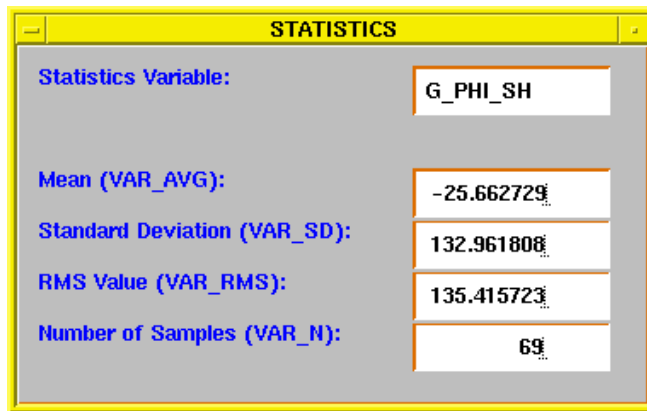 STATISTICS
Statistics Variable: G_PHI_SH
Mean (VAR_AVG): -25.662729
Standard Deviation (VAR_SD): 132.961808
RMS Value (VAR_RMS): 135.415723
Number of Samples (VAR_N): 69